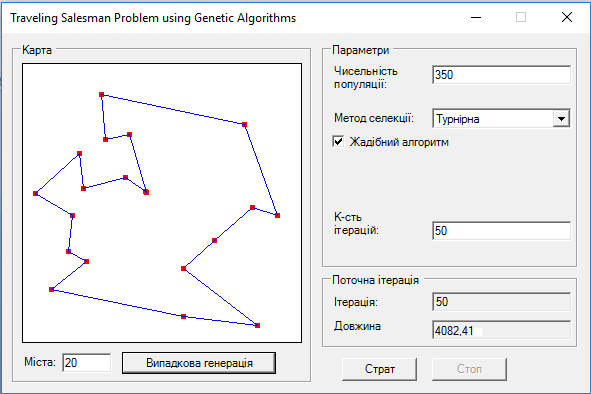 Traveling Salesman Problem using Genetic Algorithms
Карта
Міста:
20
Випадкова генерація
Параметри
Чисельність
популяції:
350
Метод селекції:
Турнірна
Жадібний алгоритм
К-сть
ітерацій:
50
Поточна ітерація
Ітерація:
50
Довжина
4082,41
Страт
Стоп